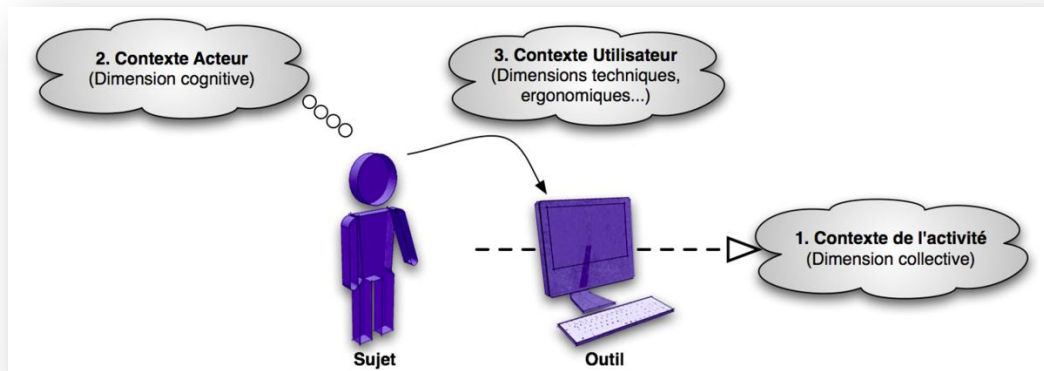 2. Contexte Acteur
(Dimension cognitive)
3. Contexte Utilisateur
(Dimensions techniques,
ergonomiques...)
1. Contexte de l'activité
(Dimension collective)
Sujet
Outil